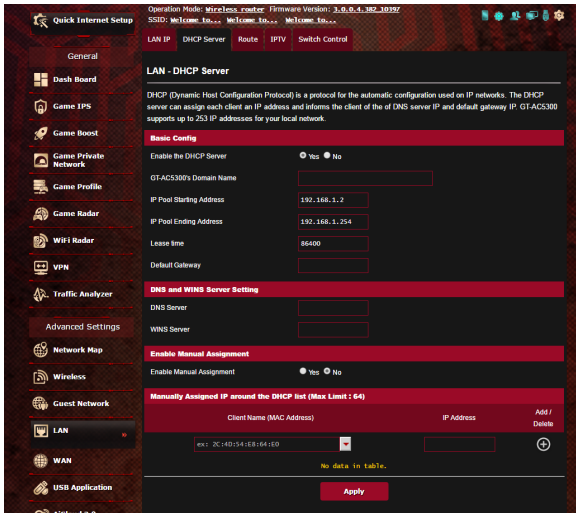 Quick Internet Setup
Operation Mode: Wireless router Firmware Version: 3.0.0.4.382_10397
SSID: Welcome to... Welcome to... Welcome to...
LAN IP DHCP Server Route IPTV Switch Control
General
Dash Board
Game IPS
Game Boost
Game Private
Network
Game Profile
Game Radar
WiFi Radar
VPN
Traffic Analyzer
Advanced Settings
Network Map
Wireless
Guest Network
LAN »
WAN
USB Application
AiCloud 2.0
LAN - DHCP Server
DHCP (Dynamic Host Configuration Protocol) is a protocol for the automatic configuration used on IP networks. The DHCP
server can assign each client an IP address and informs the client of the of DNS server IP and default gateway IP. GT-AC5300
supports up to 253 IP addresses for your local network.
Basic Config
Enable the DHCP Server Yes No
GT-AC5300's Domain Name
IP Pool Starting Address 192.168.1.2
IP Pool Ending Address 192.168.1.254
Lease time 86400
Default Gateway
DNS and WINS Server Setting
DNS Server
WINS Server
Enable Manual Assignment
Enable Manual Assignment Yes No
Manually Assigned IP around the DHCP list (Max Limit : 64)
Client Name (MAC Address) IP Address Add /
Delete
ex: 2C:4D:54:E8:64:E0
No data in table.
Apply